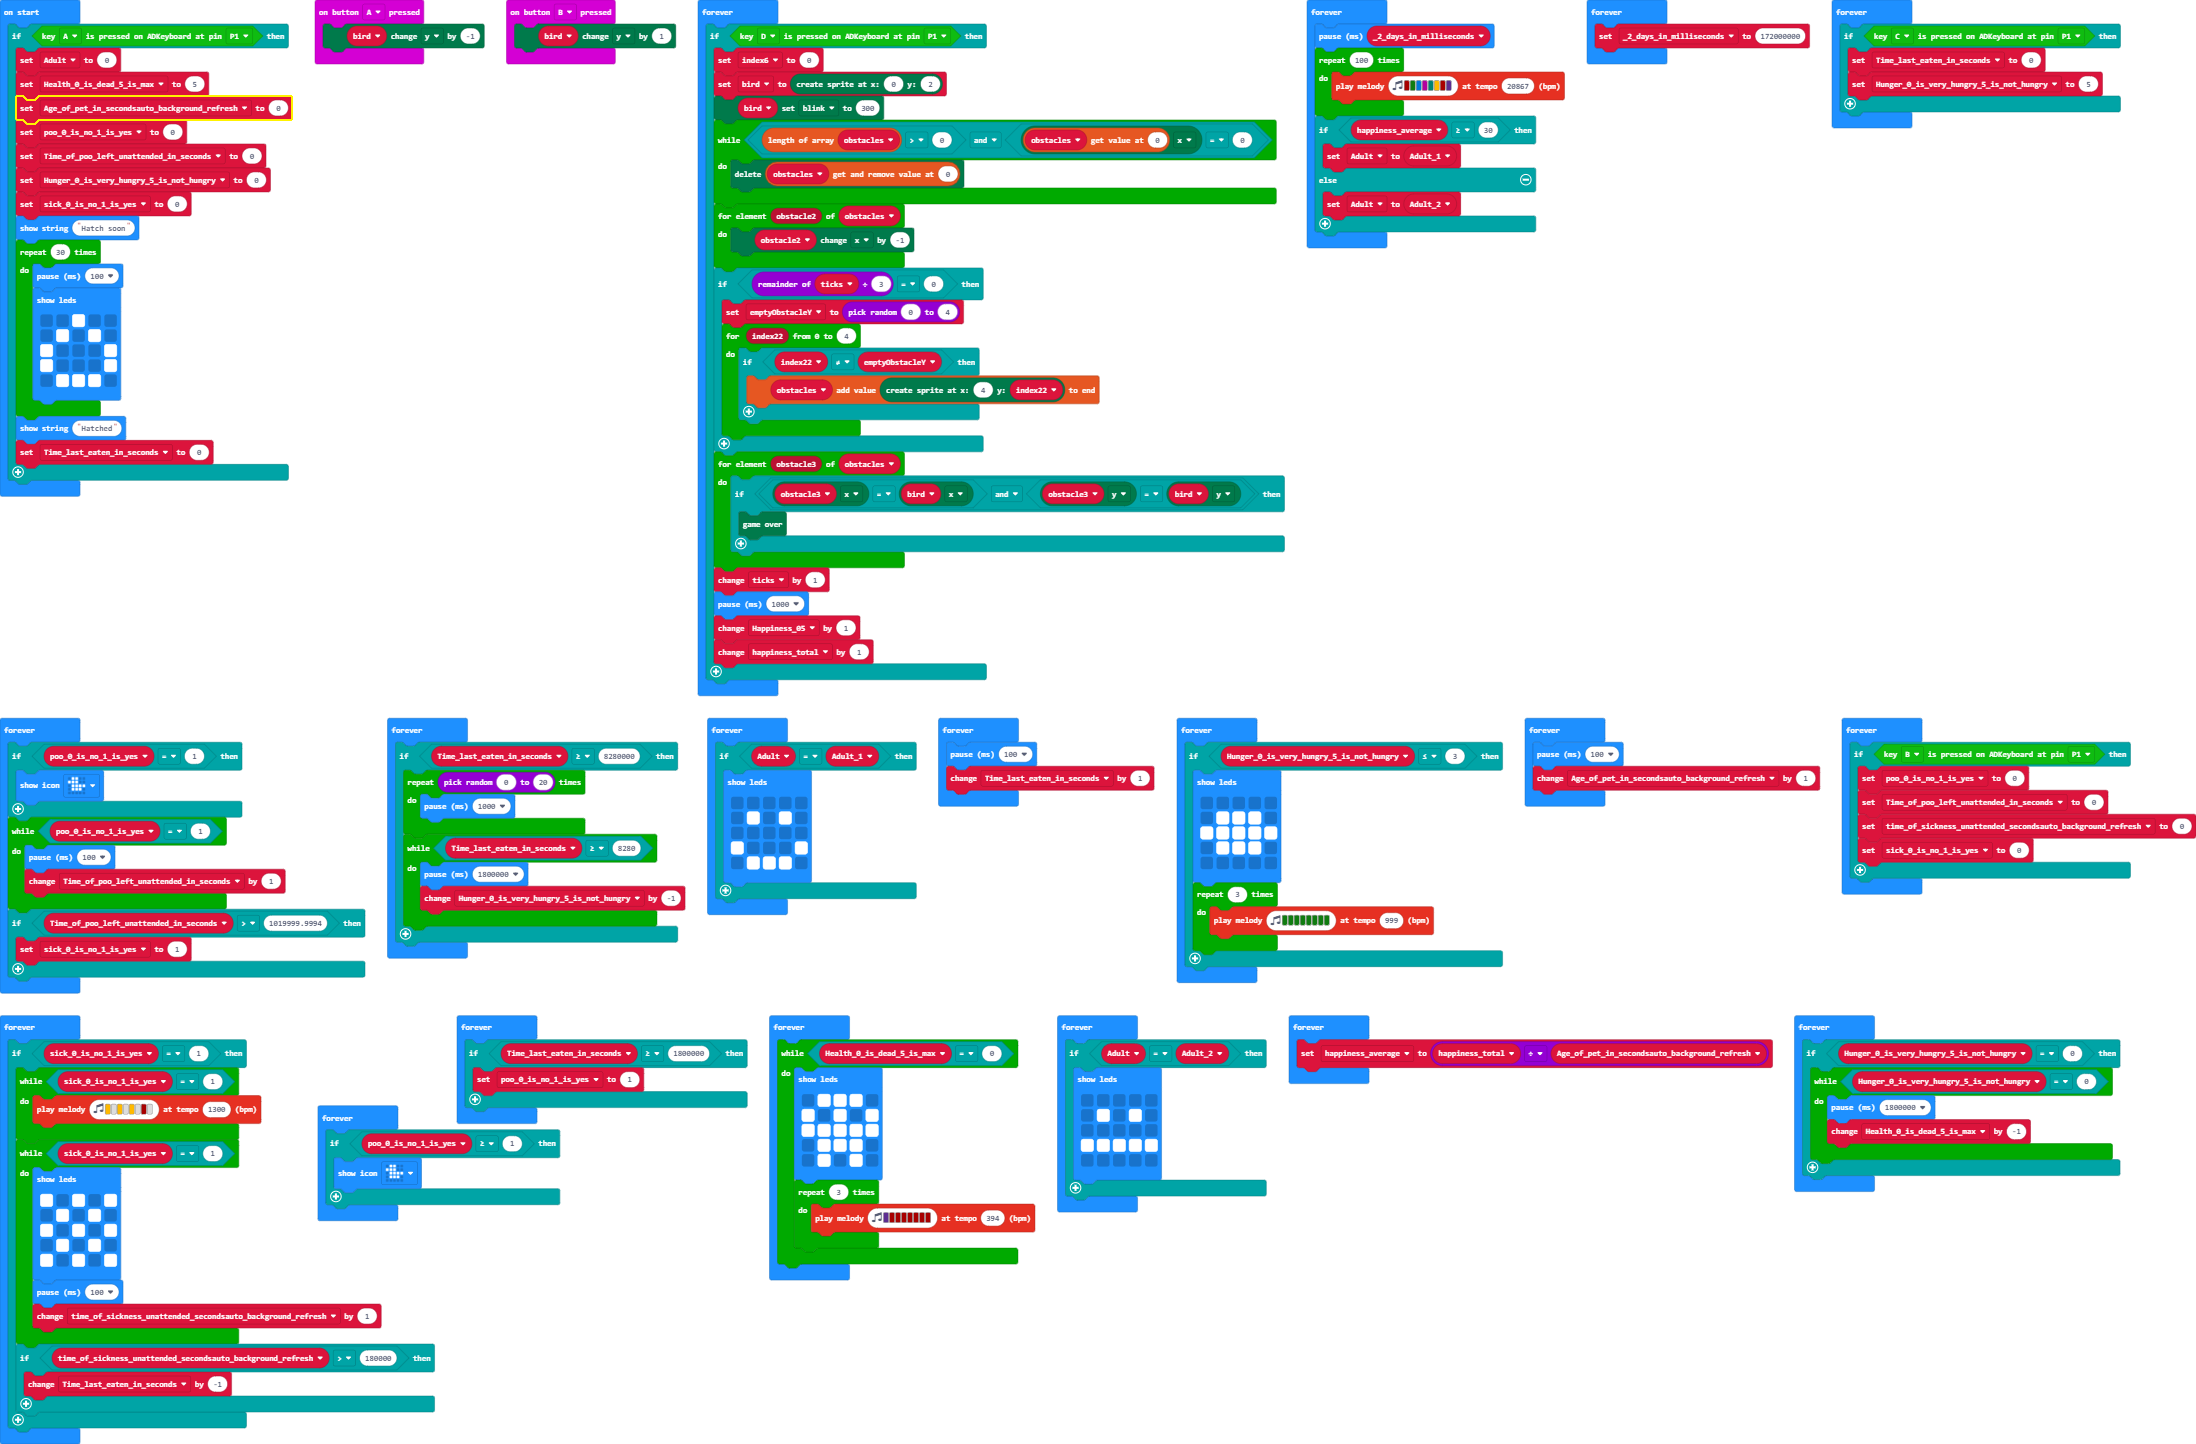 on start
if key A is pressed on ADKeyboard at pin P1 then
set Adult to 0
set Health_0_is_dead_5_is_max to 5
set Age_of_pet_in_secondsauto_background_refresh to 0
set poo_0_is_no_1_is_yes to 0
set Time_of_poo_left_unattended_in_seconds to 0
set Hunger_0_is_very_hungry_5_is_not_hungry to 0
set sick_0_is_no_1_is_yes to 0
show string "Hatch soon"
repeat 30 times
do pause (ms) 100
show leds
show string "Hatched"
set Time_last_eaten_in_seconds to 0
on button A pressed
bird change y by -1
on button B pressed
bird change y by 1
forever
if key D is pressed on ADKeyboard at pin P1 then
set index6 to 0
set bird to create sprite at x: 0 y: 2
bird set blink to 300
while length of array obstacles > 0 and obstacles get value at 0 x = 0
do delete obstacles get and remove value at 0
for element obstacle2 of obstacles
do obstacle2 change x by -1
if remainder of ticks ÷ 3 = 0 then
set emptyObstacleY to pick random 0 to 4
for index22 from 0 to 4
do if index22 ≠ emptyObstacleY then
obstacles add value create sprite at x: 4 y: index22 to end
for element obstacle3 of obstacles
do if obstacle3 x = bird x and obstacle3 y = bird y then
game over
change ticks by 1
pause (ms) 1000
change Happiness_05 by 1
change happiness_total by 1
forever
pause (ms) _2_days_in_milliseconds
repeat 100 times
do play melody at tempo 20867 (bpm)
if happiness_average ≥ 30 then
set Adult to Adult_1
else
set Adult to Adult_2
forever
set _2_days_in_milliseconds to 172000000
forever
if key C is pressed on ADKeyboard at pin P1 then
set Time_last_eaten_in_seconds to 0
set Hunger_0_is_very_hungry_5_is_not_hungry to 5
forever
if poo_0_is_no_1_is_yes = 1 then
show icon
while poo_0_is_no_1_is_yes = 1
do pause (ms) 100
change Time_of_poo_left_unattended_in_seconds by 1
if Time_of_poo_left_unattended_in_seconds > 1019999.9994 then
set sick_0_is_no_1_is_yes to 1
forever
if Time_last_eaten_in_seconds ≥ 8280000 then
repeat pick random 0 to 20 times
do pause (ms) 1000
while Time_last_eaten_in_seconds ≥ 8280
do pause (ms) 1800000
change Hunger_0_is_very_hungry_5_is_not_hungry by -1
forever
if Adult = Adult_1 then
show leds
forever
pause (ms) 100
change Time_last_eaten_in_seconds by 1
forever
if Hunger_0_is_very_hungry_5_is_not_hungry ≤ 3 then
show leds
repeat 3 times
do play melody at tempo 999 (bpm)
forever
pause (ms) 100
change Age_of_pet_in_secondsauto_background_refresh by 1
forever
if key B is pressed on ADKeyboard at pin P1 then
set poo_0_is_no_1_is_yes to 0
set Time_of_poo_left_unattended_in_seconds to 0
set time_of_sickness_unattended_secondsauto_background_refresh to 0
set sick_0_is_no_1_is_yes to 0
forever
if sick_0_is_no_1_is_yes = 1 then
while sick_0_is_no_1_is_yes = 1
do play melody at tempo 1300 (bpm)
while sick_0_is_no_1_is_yes = 1
do show leds
pause (ms) 100
change time_of_sickness_unattended_secondsauto_background_refresh by 1
if time_of_sickness_unattended_secondsauto_background_refresh > 180000 then
change Time_last_eaten_in_seconds by -1
forever
if Time_last_eaten_in_seconds ≥ 1800000 then
set poo_0_is_no_1_is_yes to 1
forever
if poo_0_is_no_1_is_yes ≥ 1 then
show icon
forever
while Health_0_is_dead_5_is_max = 0
do show leds
repeat 3 times
do play melody at tempo 394 (bpm)
forever
if Adult = Adult_2 then
show leds
forever
set happiness_average to happiness_total ÷ Age_of_pet_in_secondsauto_background_refresh
forever
if Hunger_0_is_very_hungry_5_is_not_hungry = 0 then
while Hunger_0_is_very_hungry_5_is_not_hungry = 0
do pause (ms) 1800000
change Health_0_is_dead_5_is_max by -1